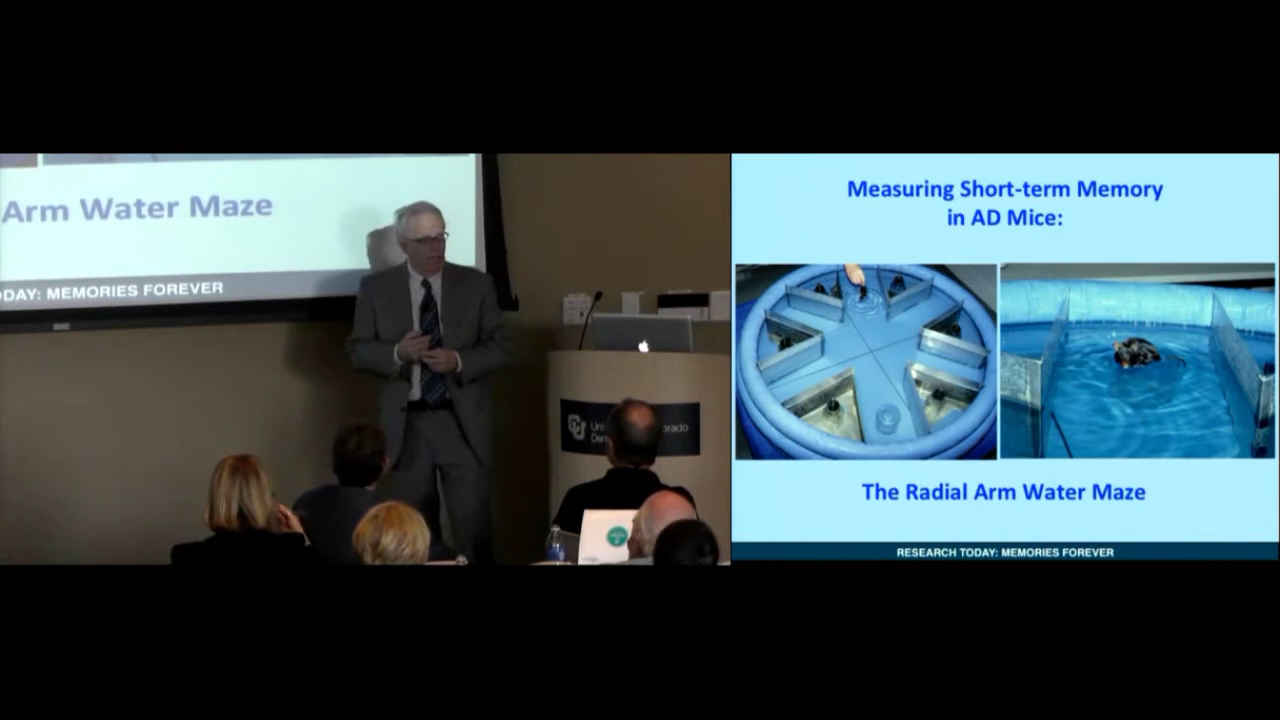 Arm Water Maze
DAY: MEMORIES FOREVER
CU
Measuring Short-term Memory
in AD Mice:
The Radial Arm Water Maze
RESEARCH TODAY: MEMORIES FOREVER